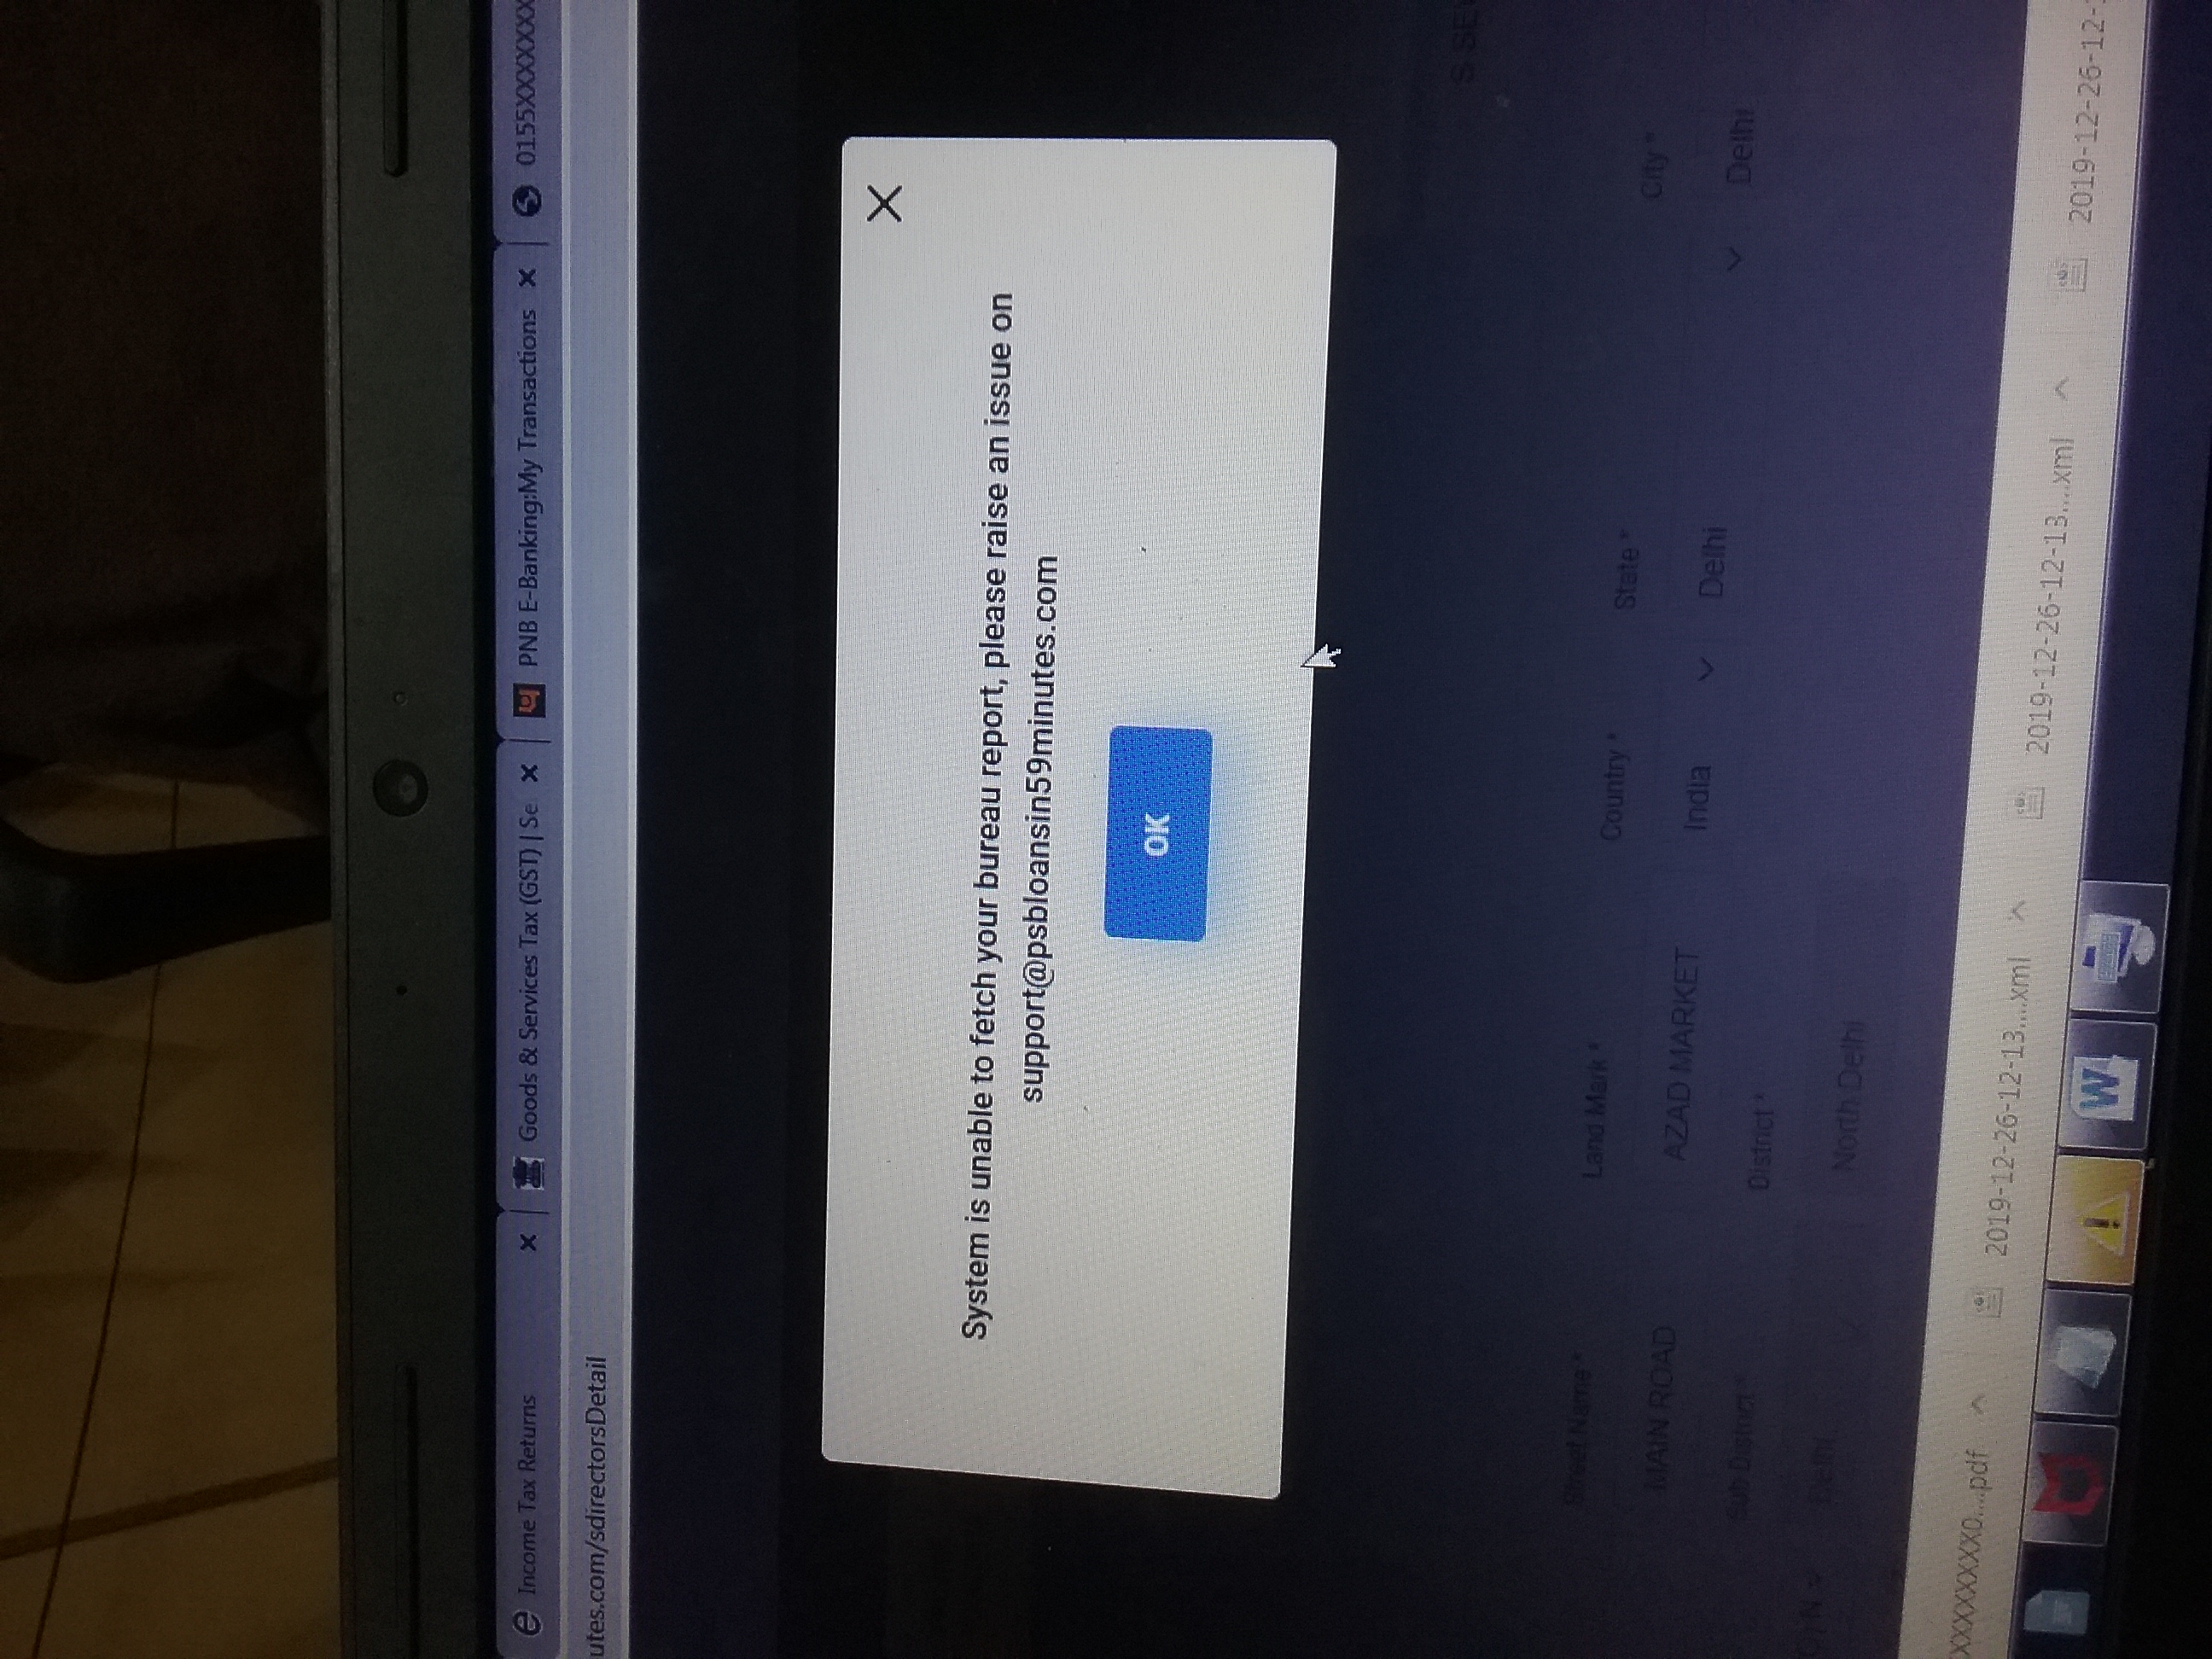 Income Tax Returns
Goods & Services Tax (GST) | Se
PNB E-Banking:My Transactions
0155XXXXXXX
utes.com/sdirectorsDetail
System is unable to fetch your bureau report, please raise an issue on
support@psbloansin59minutes.com
OK
S SE
Street Name *
Land Mark *
Country *
State *
City *
MAIN ROAD
AZAD MARKET
India
Delhi
Delhi
Sub District *
District *
Delhi
North Delhi
XXXXXXXX0....pdf
2019-12-26-12-13....xml
2019-12-26-12-13....xml
2019-12-26-12-
W